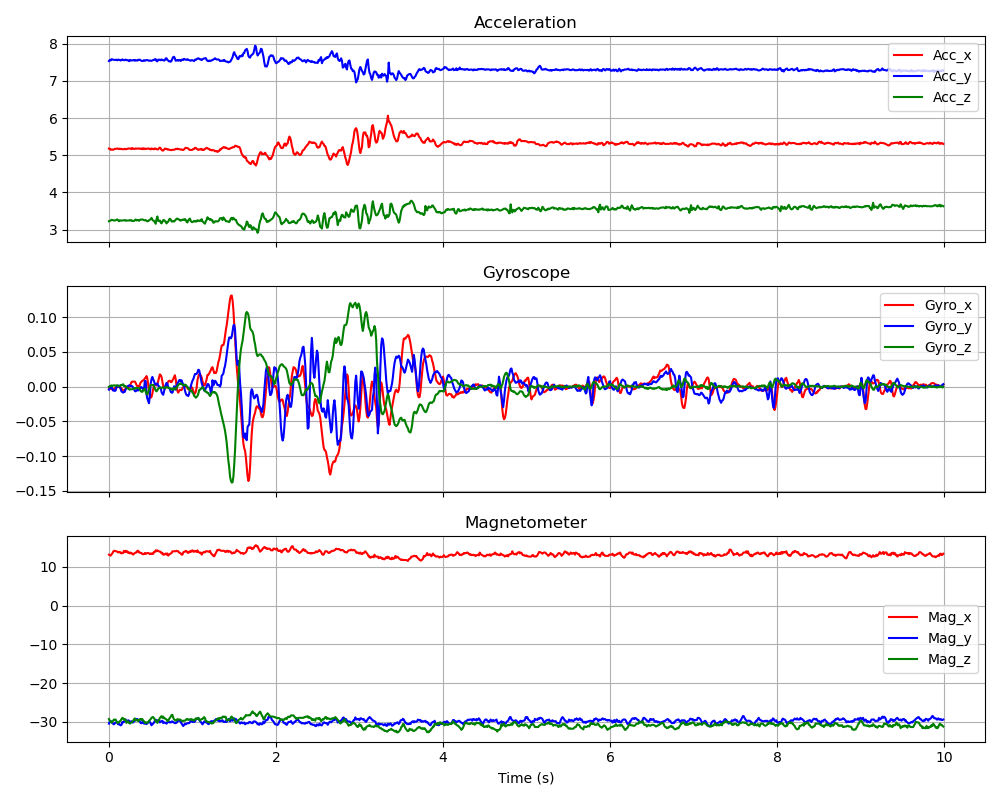 Acceleration
8
7
6
5
4
3
Acc_x
Acc_y
Acc_z
Gyroscope
0.10
0.05
0.00
−0.05
−0.10
−0.15
Gyro_x
Gyro_y
Gyro_z
Magnetometer
10
0
−10
−20
−30
Mag_x
Mag_y
Mag_z
0 2 4 6 8 10
Time (s)